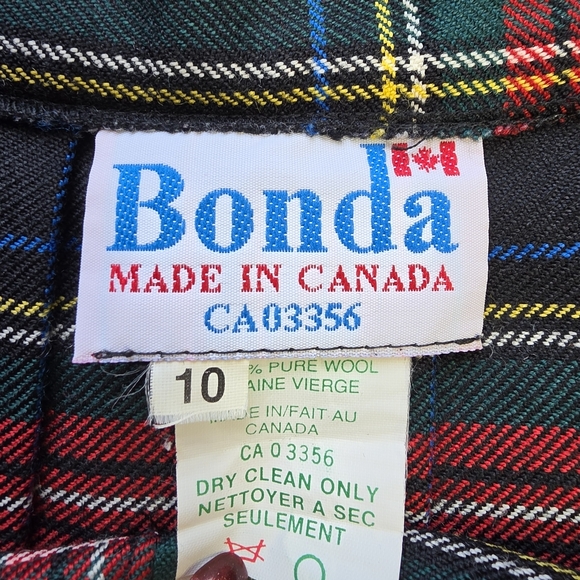 Bonda
MADE IN CANADA
CA03356
10
% PURE WOOL
AINE VIERGE
E IN/FAIT AU
CANADA
CA 0 3356
DRY CLEAN ONLY
NETTOYER A SEC
SEULEMENT